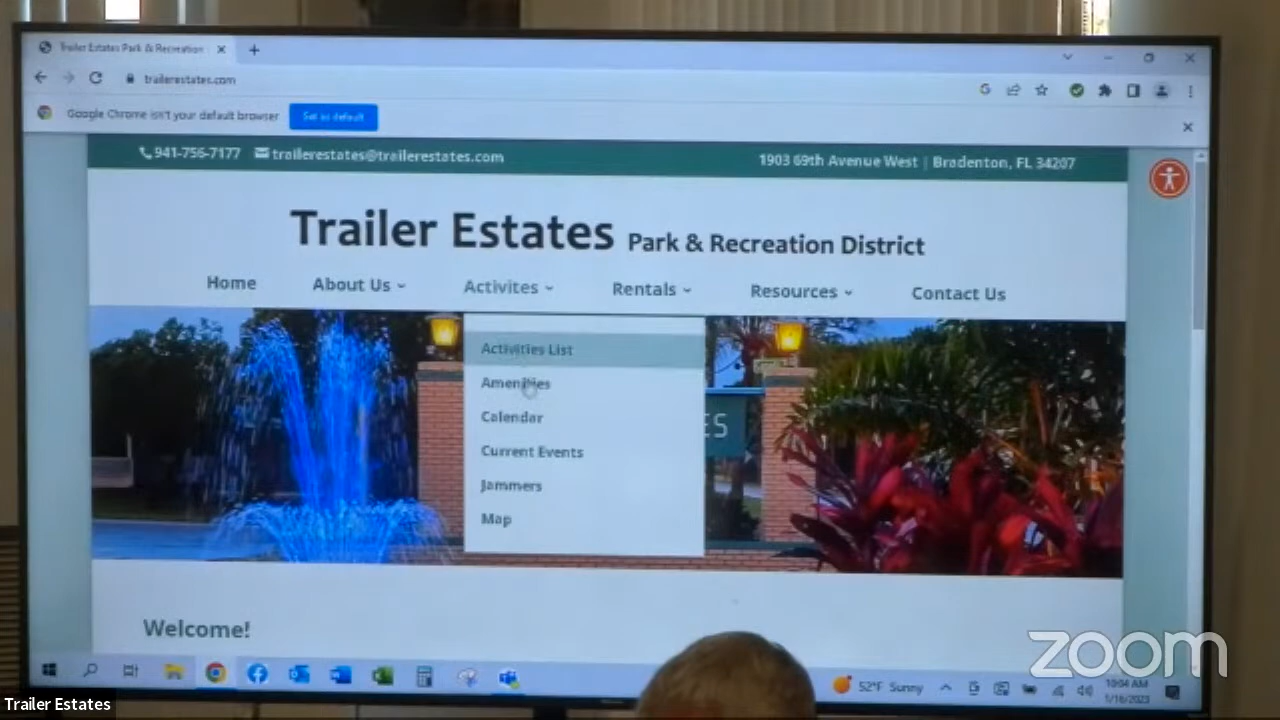 Trailer Estates Park & Recreation
trailerestates.com
Google Chrome isn't your default browser
Set as default
941-756-7177 trailerestates@trailerestates.com
1903 69th Avenue West | Bradenton, FL 34207
Trailer Estates Park & Recreation District
Home About Us Activites Rentals Resources Contact Us
Activities List
Amenities
Calendar
Current Events
Jammers
Map
ES
Welcome!
zoom
52°F Sunny
10:04 AM
1/16/2023
Trailer Estates